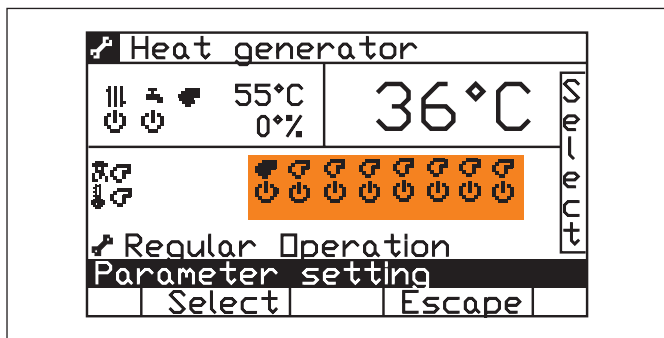 Heat generator
55°C
0°%
36°C
Select
Regular Operation
Parameter setting
Select Escape